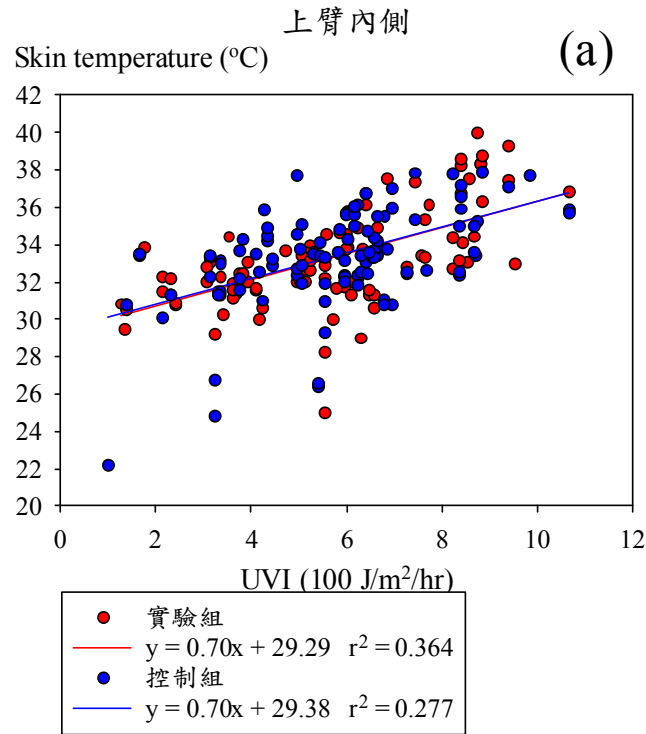 上臂內側
Skin temperature (°C)
(a)
42
40
38
36
34
32
30
28
26
24
22
20
0 2 4 6 8 10 12
UVI (100 J/m²/hr)
實驗組
y = 0.70x + 29.29 r² = 0.364
控制組
y = 0.70x + 29.38 r² = 0.277